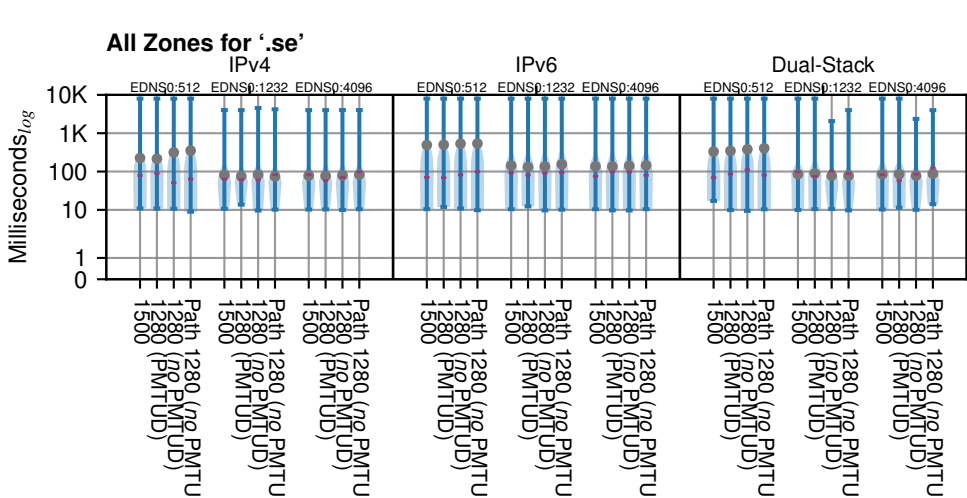 All Zones for ‘.se’
IPv4
IPv6
Dual-Stack
EDNS0:512
EDNS0:1232
EDNS0:4096
EDNS0:512
EDNS0:1232
EDNS0:4096
EDNS0:512
EDNS0:1232
EDNS0:4096
Milliseconds log
10K
1K
100
10
1
0
1500
1280 (PMTUD)
1280 (no PMTUD)
Path 1280 (no PMTU
1500
1280 (PMTUD)
1280 (no PMTUD)
Path 1280 (no PMTU
1500
1280 (PMTUD)
1280 (no PMTUD)
Path 1280 (no PMTU
1500
1280 (PMTUD)
1280 (no PMTUD)
Path 1280 (no PMTU
1500
1280 (PMTUD)
1280 (no PMTUD)
Path 1280 (no PMTU
1500
1280 (PMTUD)
1280 (no PMTUD)
Path 1280 (no PMTU
1500
1280 (PMTUD)
1280 (no PMTUD)
Path 1280 (no PMTU
1500
1280 (PMTUD)
1280 (no PMTUD)
Path 1280 (no PMTU
1500
1280 (PMTUD)
1280 (no PMTUD)
Path 1280 (no PMTU